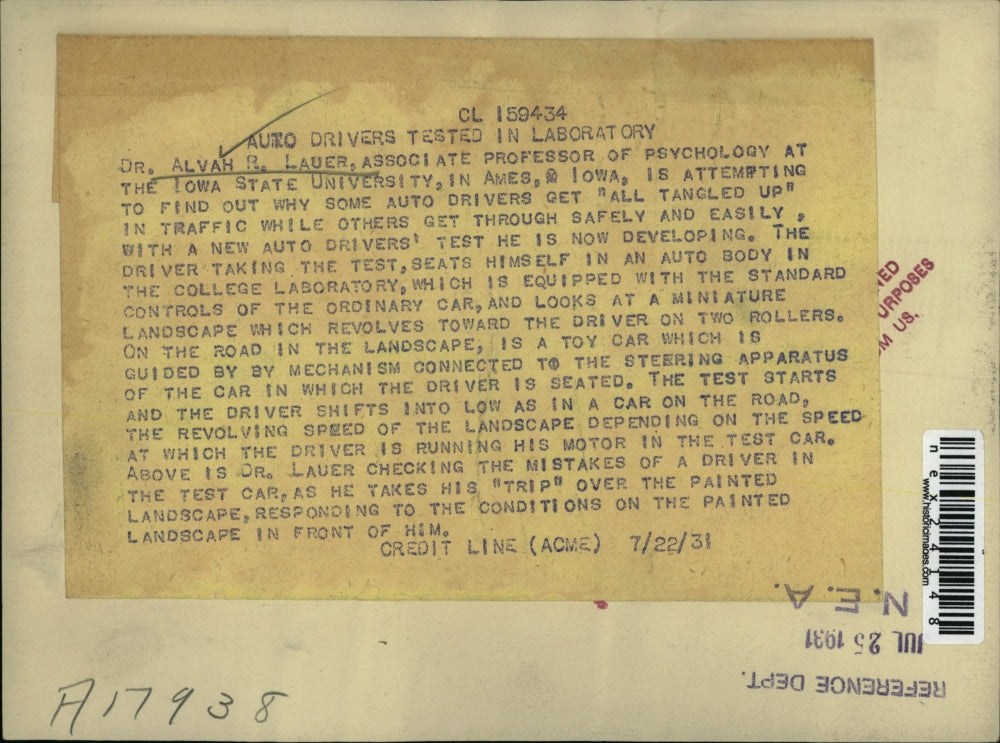 CL 159434
AUTO DRIVERS TESTED IN LABORATORY
DR. ALVAH R. LAUER, ASSOCIATE PROFESSOR OF PSYCHOLOGY AT
THE IOWA STATE UNIVERSITY, IN AMES, IOWA, IS ATTEMPTING
TO FIND OUT WHY SOME AUTO DRIVERS GET "ALL TANGLED UP"
IN TRAFFIC WHILE OTHERS GET THROUGH SAFELY AND EASILY,
WITH A NEW AUTO DRIVERS' TEST HE IS NOW DEVELOPING. THE
DRIVER TAKING THE TEST, SEATS HIMSELF IN AN AUTO BODY IN
THE COLLEGE LABORATORY, WHICH IS EQUIPPED WITH THE STANDARD
CONTROLS OF THE ORDINARY CAR, AND LOOKS AT A MINIATURE
LANDSCAPE WHICH REVOLVES TOWARD THE DRIVER ON TWO ROLLERS.
ON THE ROAD IN THE LANDSCAPE, IS A TOY CAR WHICH IS
GUIDED BY BY MECHANISM CONNECTED TO THE STEERING APPARATUS
OF THE CAR IN WHICH THE DRIVER IS SEATED. THE TEST STARTS
AND THE DRIVER SHIFTS INTO LOW AS IN A CAR ON THE ROAD,
THE REVOLVING SPEED OF THE LANDSCAPE DEPENDING ON THE SPEED
AT WHICH THE DRIVER IS RUNNING HIS MOTOR IN THE TEST CAR.
ABOVE IS DR. LAUER CHECKING THE MISTAKES OF A DRIVER IN
THE TEST CAR, AS HE TAKES HIS "TRIP" OVER THE PAINTED
LANDSCAPE, RESPONDING TO THE CONDITIONS ON THE PAINTED
LANDSCAPE IN FRONT OF HIM.
CREDIT LINE (ACME) 7/22/31
ED
URPOSES
M US.
nex24148
www.historicimages.com
N.E.A.
JUL 25 1931
REFERENCE DEPT.
A17938